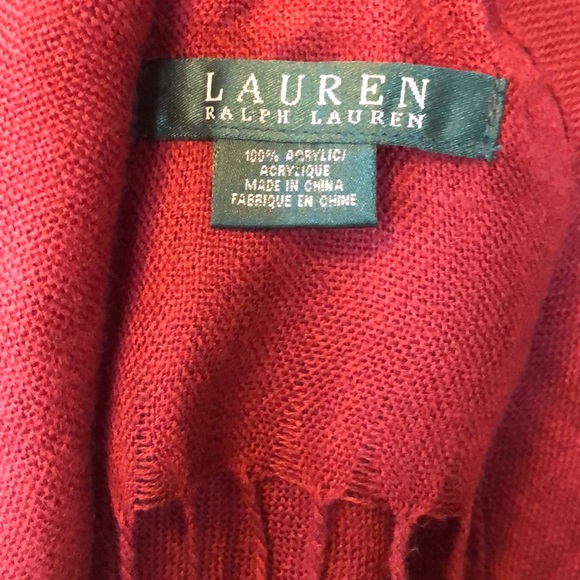 LAUREN
RALPH LAUREN
100% ACRYLIC/
ACRYLIQUE
MADE IN CHINA
FABRIQUE EN CHINE